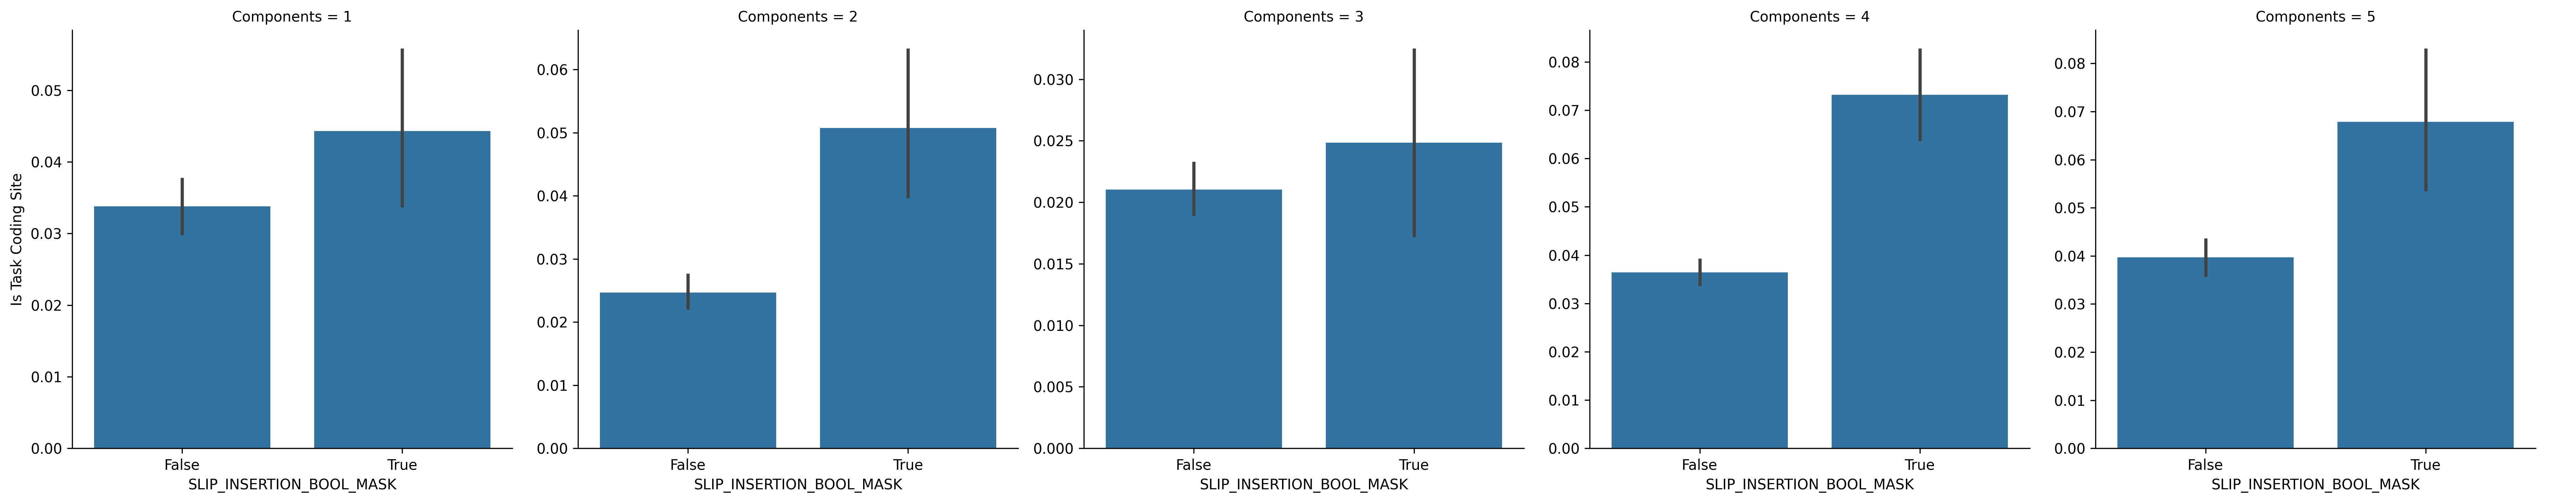 Components = 1
Components = 2
Components = 3
Components = 4
Components = 5
Is Task Coding Site
0.05
0.04
0.03
0.02
0.01
0.00
False
True
SLIP_INSERTION_BOOL_MASK
0.06
0.05
0.04
0.03
0.02
0.01
0.00
False
True
SLIP_INSERTION_BOOL_MASK
0.030
0.025
0.020
0.015
0.010
0.005
0.000
False
True
SLIP_INSERTION_BOOL_MASK
0.08
0.07
0.06
0.05
0.04
0.03
0.02
0.01
0.00
False
True
SLIP_INSERTION_BOOL_MASK
0.08
0.07
0.06
0.05
0.04
0.03
0.02
0.01
0.00
False
True
SLIP_INSERTION_BOOL_MASK